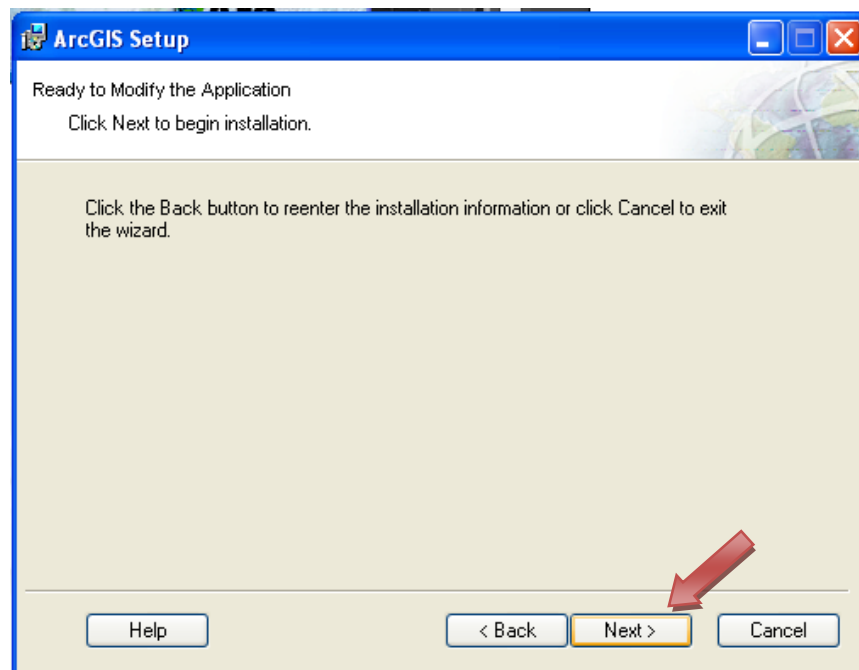 ArcGIS Setup
Ready to Modify the Application
Click Next to begin installation.
Click the Back button to reenter the installation information or click Cancel to exit
the wizard.
Help
< Back
Next >
Cancel